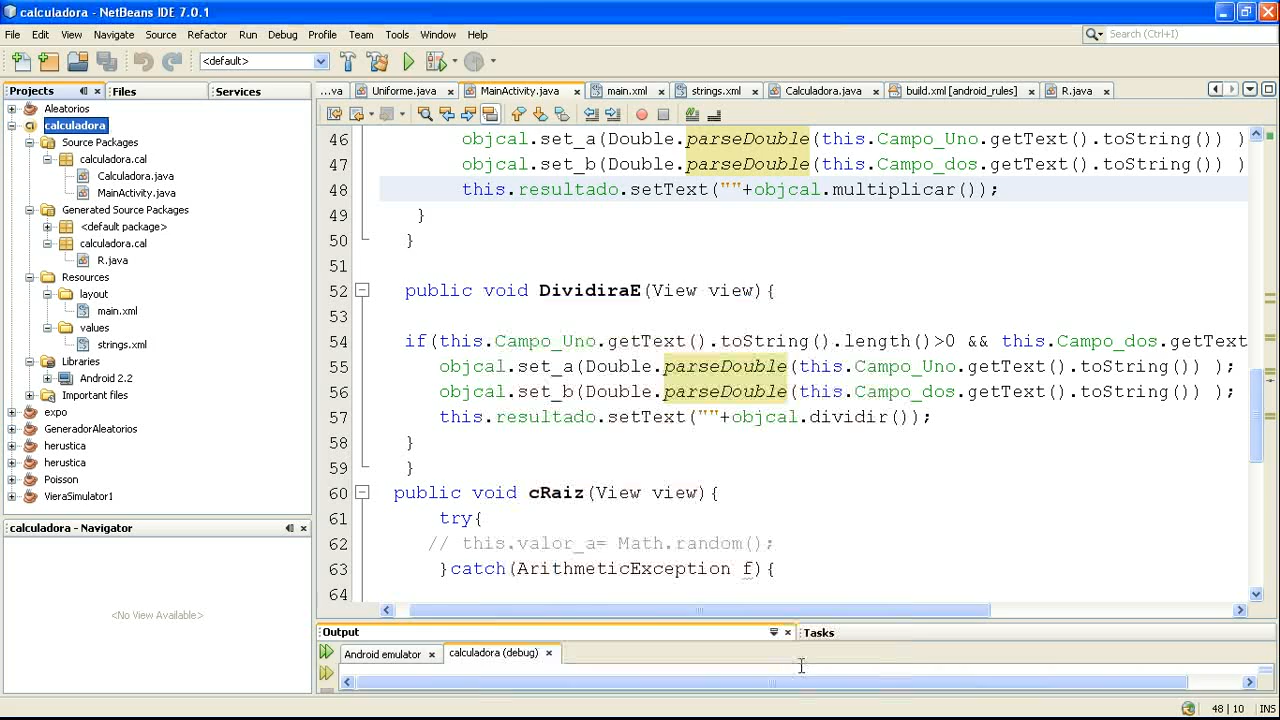 calculadora - NetBeans IDE 7.0.1
File Edit View Navigate Source Refactor Run Debug Profile Team Tools Window Help
Search (Ctrl+I)
<default>
Projects Files Services
...va Uniforme.java MainActivity.java main.xml strings.xml Calculadora.java build.xml [android_rules] R.java
Aleatorios
calculadora
Source Packages
calculadora.cal
Calculadora.java
MainActivity.java
Generated Source Packages
<default package>
calculadora.cal
R.java
Resources
layout
main.xml
values
strings.xml
Libraries
Android 2.2
Important files
expo
GeneradorAleatorios
herustica
herustica
Poisson
VieraSimulator1
calculadora - Navigator
<No View Available>
46 objcal.set_a(Double.parseDouble(this.Campo_Uno.getText().toString()) )
47 objcal.set_b(Double.parseDouble(this.Campo_dos.getText().toString()) )
48 this.resultado.setText(""+objcal.multiplicar());
49 }
50 }
51
52 public void DividiraE(View view){
53
54 if(this.Campo_Uno.getText().toString().length()>0 && this.Campo_dos.getText
55 objcal.set_a(Double.parseDouble(this.Campo_Uno.getText().toString()) );
56 objcal.set_b(Double.parseDouble(this.Campo_dos.getText().toString()) );
57 this.resultado.setText(""+objcal.dividir());
58 }
59 }
60 public void cRaiz(View view){
61 try{
62 // this.valor_a= Math.random();
63 }catch(ArithmeticException f){
64
Output Tasks
Android emulator calculadora (debug)
48 | 10 INS